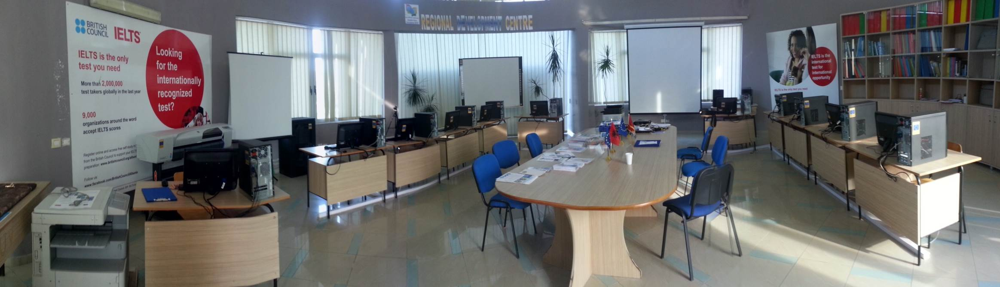 BRITISH
COUNCIL
IELTS
IELTS is the only
test you need
More than 2,000,000
test takers globally in the last year
9,000
organizations around the word
accept IELTS scores
Register online and access free self study
from the British Council to support your IELTS
preparation: www.britishcouncil.org/alban
Follow us:
www.facebook.com/BritishCouncilAlbania
Looking
for the
internationally
recognized
test?
REGIONAL DEVELOPMENT CENTRE
IELTS is the
international
test for
international
opportunity
IELTS is the only test you need